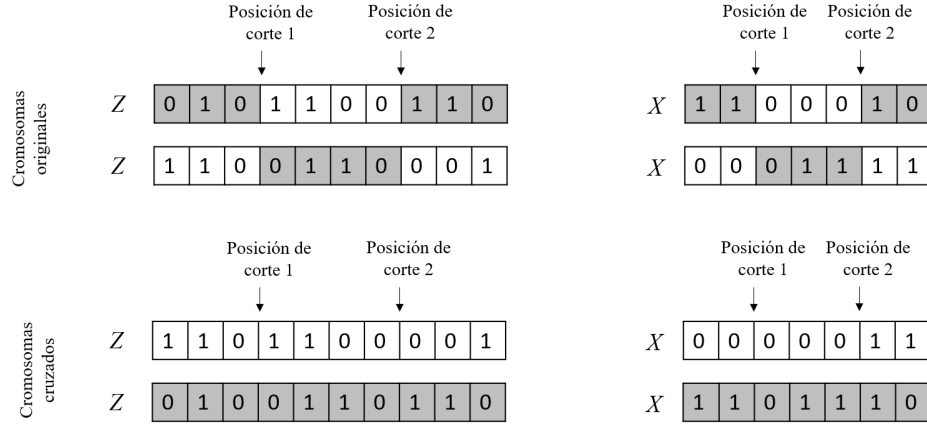 Posición de corte 1
Posición de corte 2
Posición de corte 1
Posición de corte 2
Cromosomas originales
Z 0 1 0 1 1 0 0 1 1 0
X 1 1 0 0 0 1 0
Z 1 1 0 0 1 1 0 0 0 1
X 0 0 0 1 1 1 1
Posición de corte 1
Posición de corte 2
Posición de corte 1
Posición de corte 2
Cromosomas cruzados
Z 1 1 0 1 1 0 0 0 0 1
X 0 0 0 0 0 1 1
Z 0 1 0 0 1 1 0 1 1 0
X 1 1 0 1 1 1 0